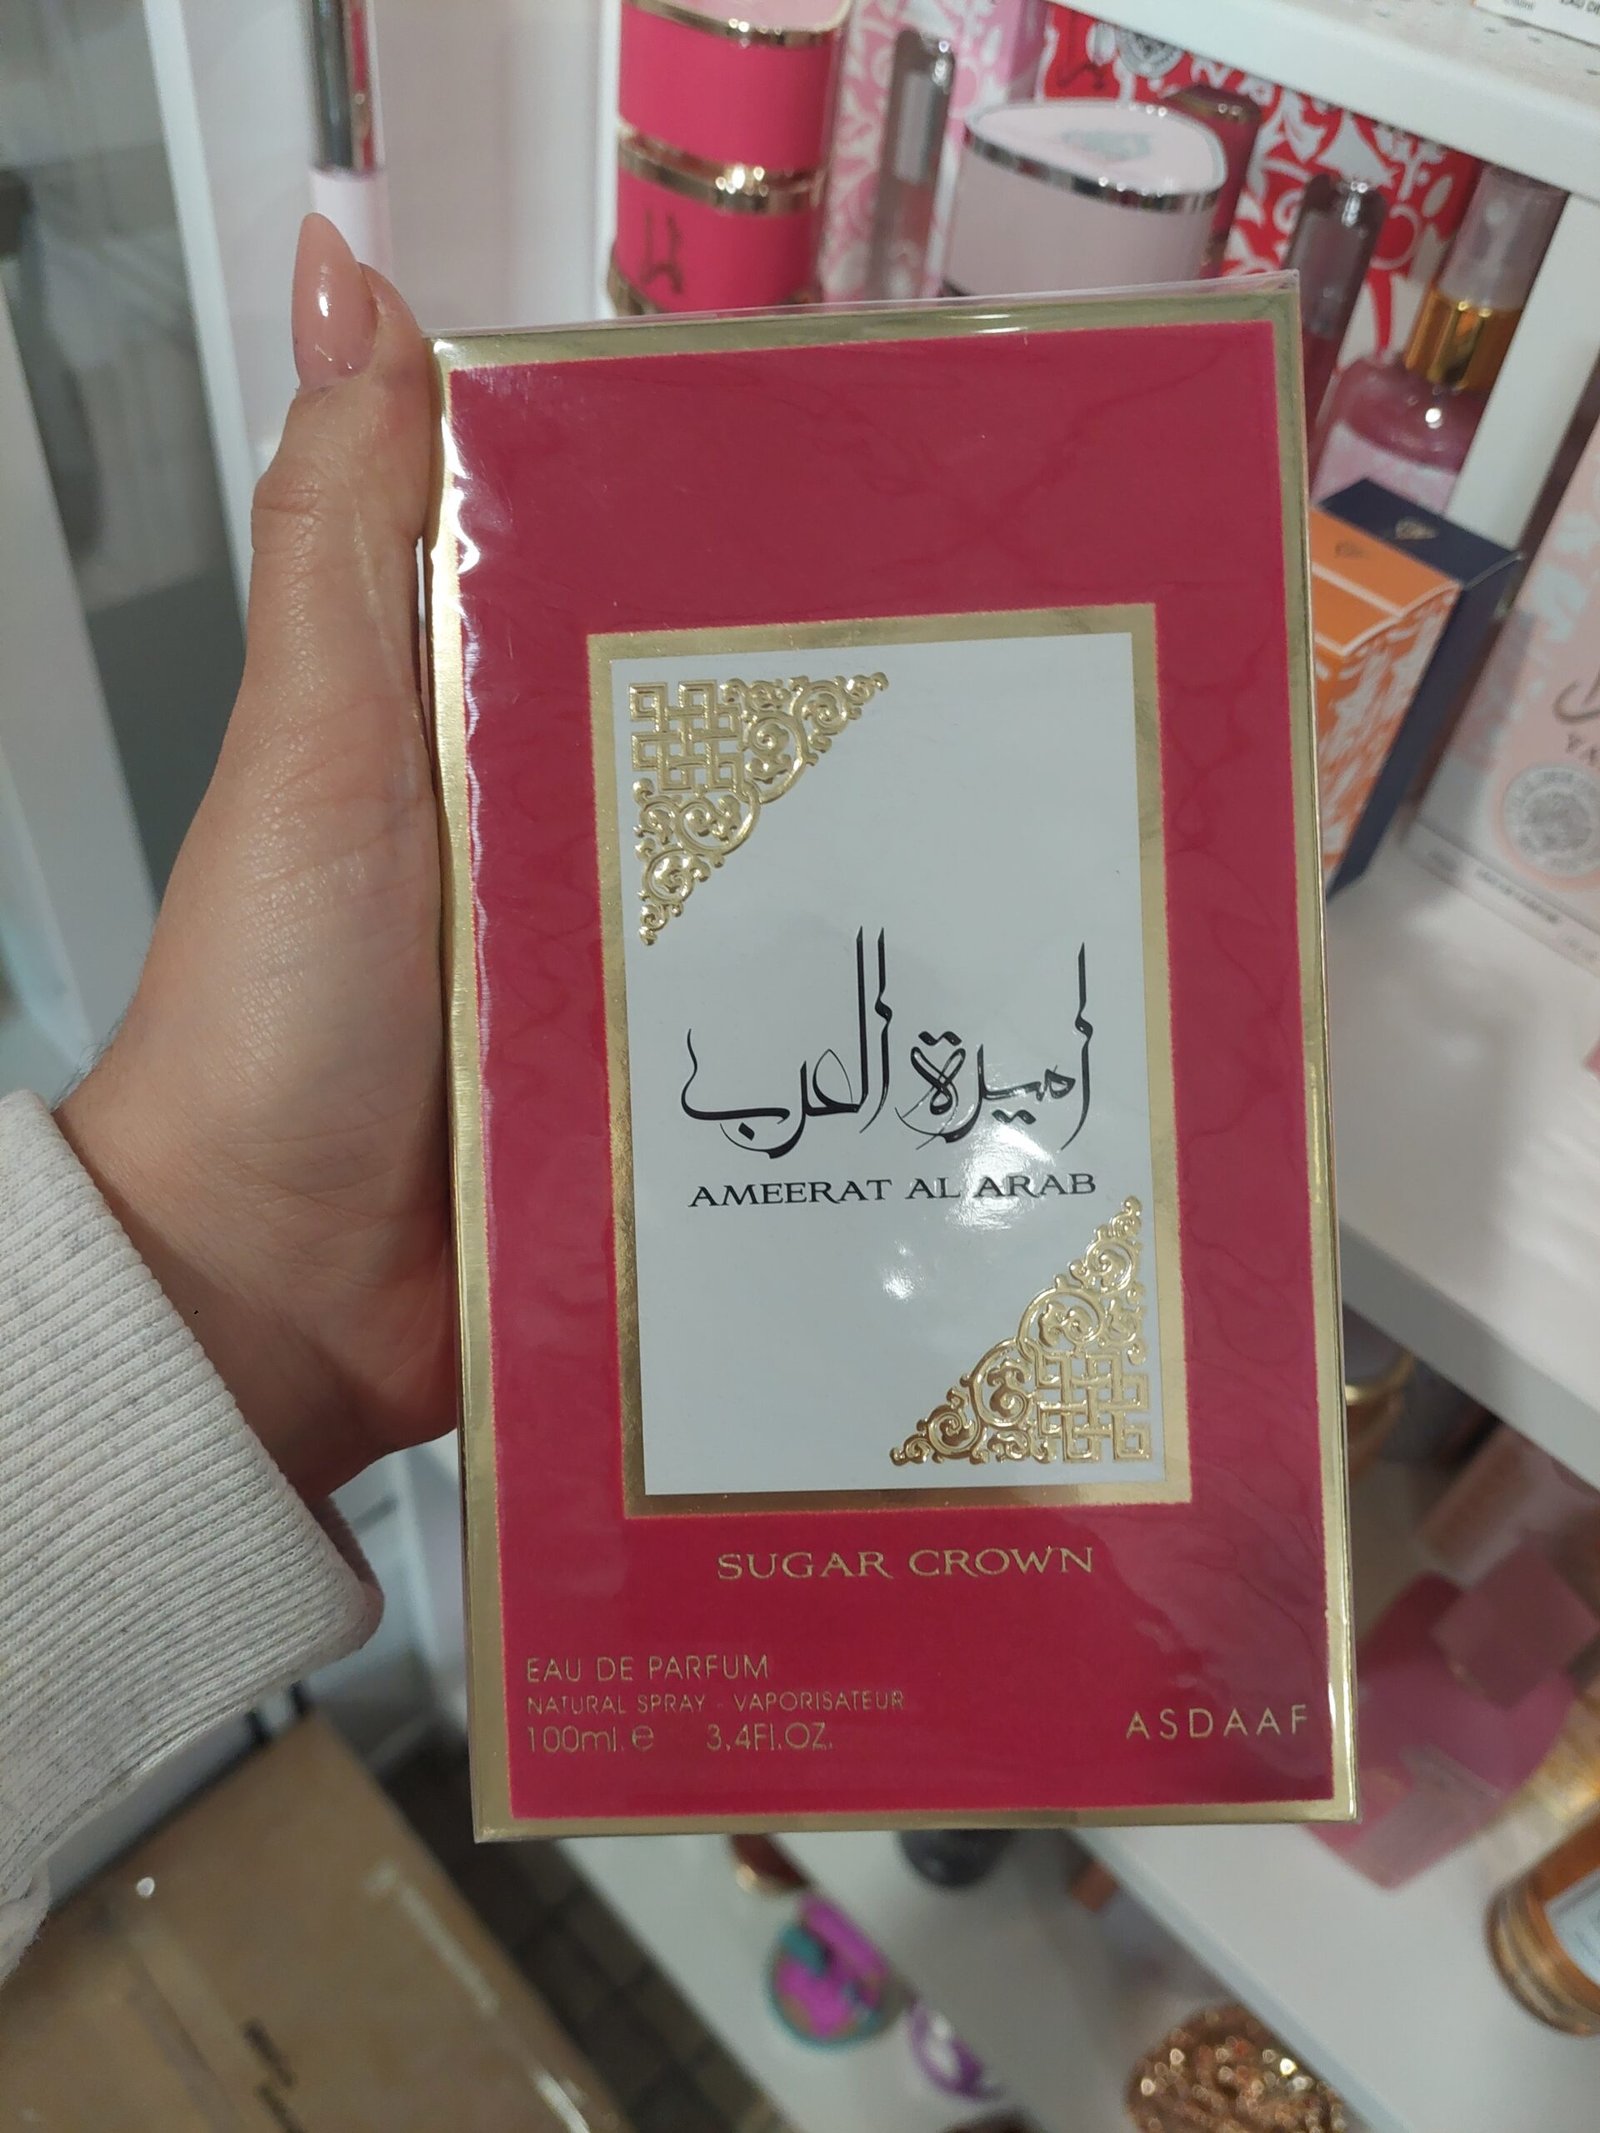 اميرة العرب
AMEERAT AL ARAB
SUGAR CROWN
EAU DE PARFUM
NATURAL SPRAY - VAPORISATEUR
100ml. e 3.4Fl.OZ.
ASDAAF